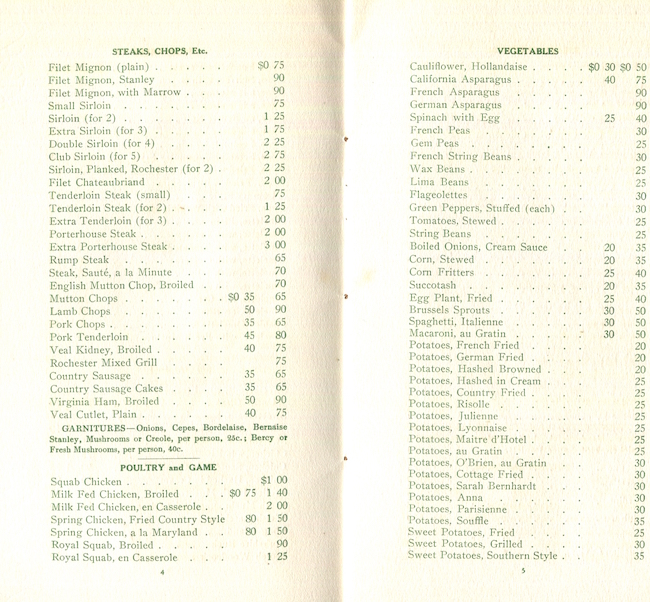 STEAKS, CHOPS, Etc.
Filet Mignon (plain) . . . . . $0 75
Filet Mignon, Stanley . . . . . 90
Filet Mignon, with Marrow . . . . 90
Small Sirloin . . . . . . . 75
Sirloin (for 2) . . . . . . . 1 25
Extra Sirloin (for 3) . . . . . 1 75
Double Sirloin (for 4) . . . . . 2 25
Club Sirloin (for 5) . . . . . 2 75
Sirloin, Planked, Rochester (for 2) . 2 25
Filet Chateaubriand . . . . . 2 00
Tenderloin Steak (small) . . . . 75
Tenderloin Steak (for 2) . . . . 1 25
Extra Tenderloin (for 3) . . . . 2 00
Porterhouse Steak . . . . . . 2 00
Extra Porterhouse Steak . . . . 3 00
Rump Steak . . . . . . . 65
Steak, Sauté, a la Minute . . . 70
English Mutton Chop, Broiled . . 70
Mutton Chops . . . . . . . $0 35 65
Lamb Chops . . . . . . 50 90
Pork Chops . . . . . . . 35 65
Pork Tenderloin . . . . . 45 80
Veal Kidney, Broiled . . . . 40 75
Rochester Mixed Grill . . . . 75
Country Sausage . . . . . 35 65
Country Sausage Cakes . . . . 35 65
Virginia Ham, Broiled . . . . 50 90
Veal Cutlet, Plain . . . . . 40 75
GARNITURES—Onions, Cepes, Bordelaise, Bernaise
Stanley, Mushrooms or Creole, per person, 25c.; Bercy or
Fresh Mushrooms, per person, 40c.
POULTRY and GAME
Squab Chicken . . . . . . . $1 00
Milk Fed Chicken, Broiled . . . $0 75 1 40
Milk Fed Chicken, en Casserole . . 2 00
Spring Chicken, Fried Country Style 80 1 50
Spring Chicken, a la Maryland . . 80 1 50
Royal Squab, Broiled . . . . . 90
Royal Squab, en Casserole . . . 1 25
4
VEGETABLES
Cauliflower, Hollandaise . . . . $0 30 $0 50
California Asparagus . . . . . 40 75
French Asparagus . . . . . 90
German Asparagus . . . . . 90
Spinach with Egg . . . . . 25 40
French Peas . . . . . . 30
Gem Peas . . . . . . 25
French String Beans . . . . . 30
Wax Beans . . . . . . . 25
Lima Beans . . . . . . 25
Flageolettes . . . . . . 30
Green Peppers, Stuffed (each) . . 30
Tomatoes, Stewed . . . . . 25
String Beans . . . . . . 25
Boiled Onions, Cream Sauce . . 20 35
Corn, Stewed . . . . . . 20 35
Corn Fritters . . . . . . 25 40
Succotash . . . . . . 20 35
Egg Plant, Fried . . . . . 25 40
Brussels Sprouts . . . . . 30 50
Spaghetti, Italienne . . . . . 30 50
Macaroni, au Gratin . . . . . 30 50
Potatoes, French Fried . . . . 20
Potatoes, German Fried . . . . 20
Potatoes, Hashed Browned . . . 20
Potatoes, Hashed in Cream . . . 25
Potatoes, Country Fried . . . . 25
Potatoes, Risolle . . . . . 25
Potatoes, Julienne . . . . . 25
Potatoes, Lyonnaise . . . . . 25
Potatoes, Maitre d'Hotel . . . . 25
Potatoes, au Gratin . . . . . 25
Potatoes, O'Brien, au Gratin . . . 30
Potatoes, Cottage Fried . . . . 30
Potatoes, Sarah Bernhardt . . . 30
Potatoes, Anna . . . . . . 30
Potatoes, Parisienne . . . . . 30
Potatoes, Souffle . . . . . . 35
Sweet Potatoes, Fried . . . . . 25
Sweet Potatoes, Grilled . . . . 30
Sweet Potatoes, Southern Style . . 35
5